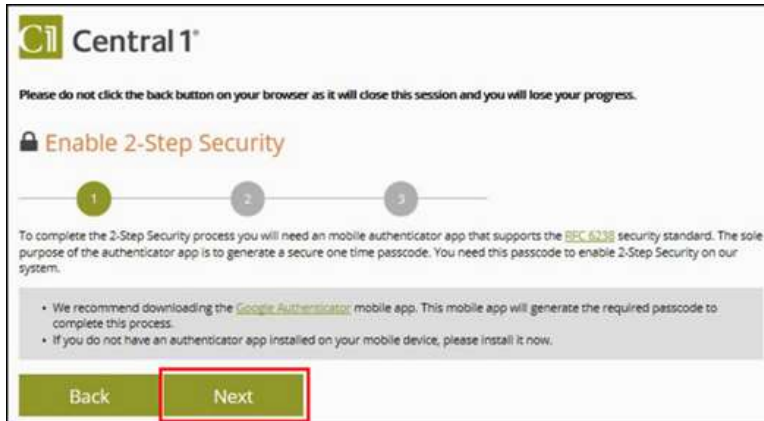 C1 Central 1®
Please do not click the back button on your browser as it will close this session and you will lose your progress.
Enable 2-Step Security
1 2 3
To complete the 2-Step Security process you will need an mobile authenticator app that supports the RFC 6238 security standard. The sole
purpose of the authenticator app is to generate a secure one time passcode. You need this passcode to enable 2-Step Security on our
system.
• We recommend downloading the Google Authenticator mobile app. This mobile app will generate the required passcode to
complete this process.
• If you do not have an authenticator app installed on your mobile device, please install it now.
Back Next